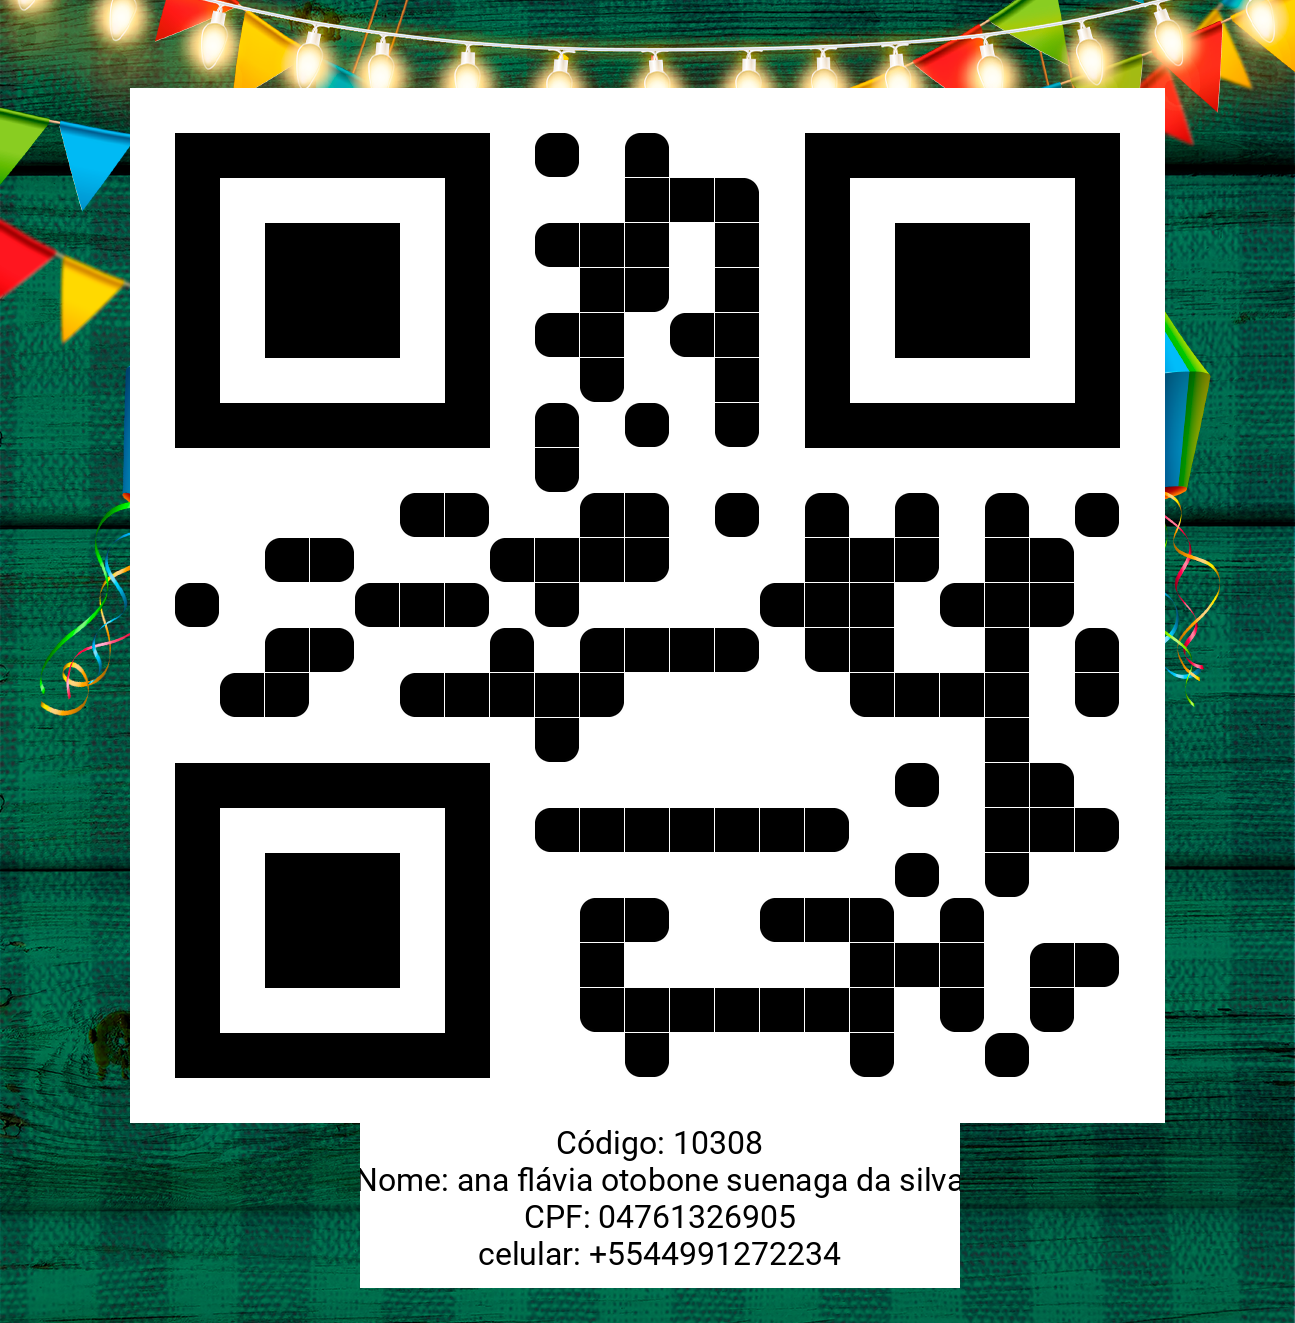 Código: 10308
Nome: ana flávia otobone suenaga da silva
CPF: 04761326905
celular: +5544991272234